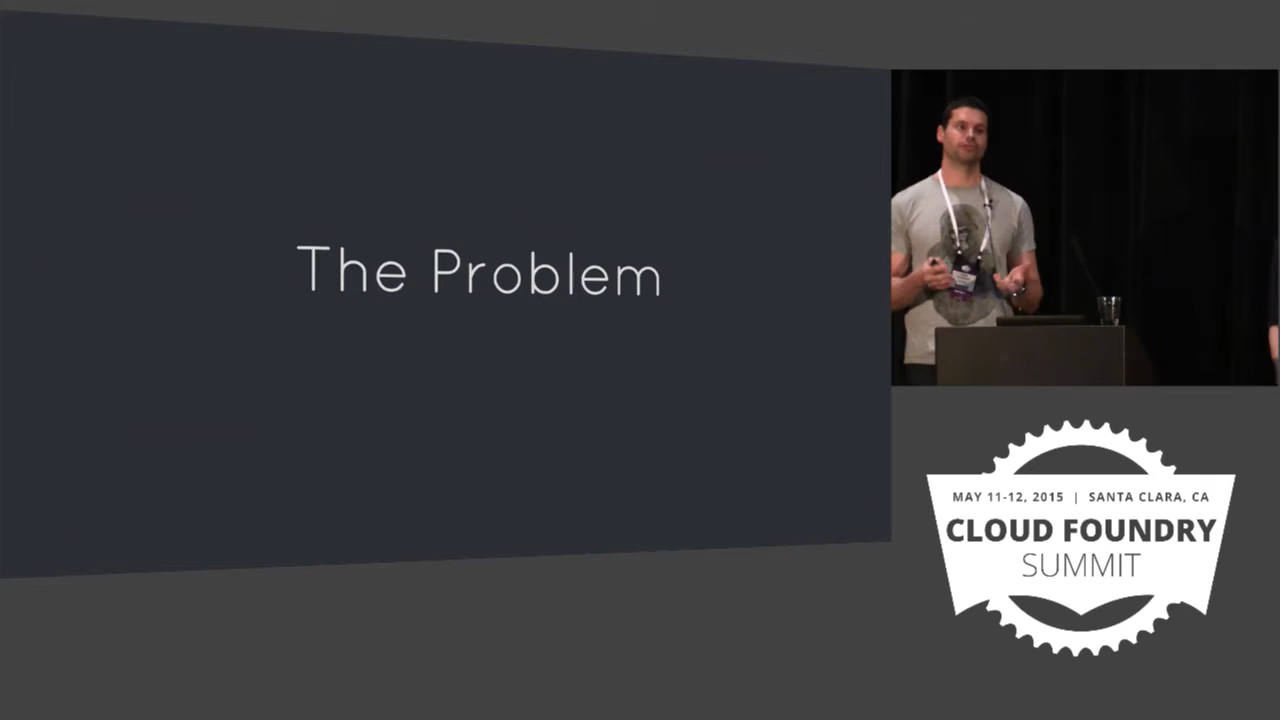 The Problem
MAY 11-12, 2015 | SANTA CLARA, CA
CLOUD FOUNDRY
SUMMIT